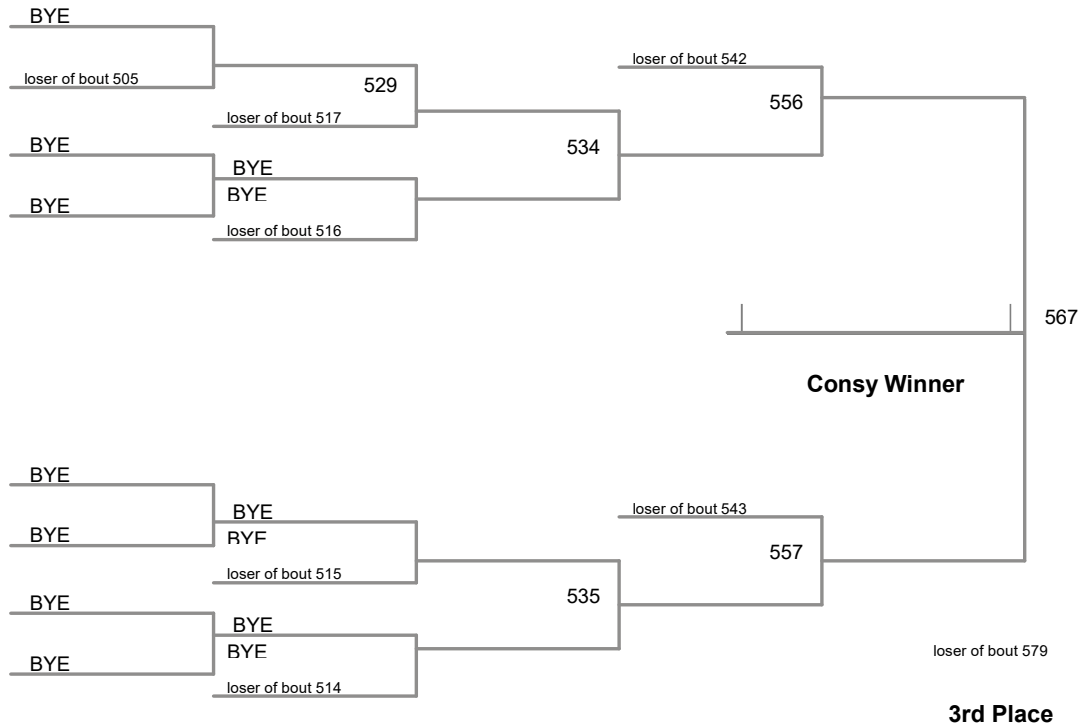 BYE
loser of bout 505
529
loser of bout 517
BYE
BYE
BYE
BYE
loser of bout 516
534
loser of bout 542
556
567
Consy Winner
BYE
BYE
BYE
BYE
loser of bout 515
BYE
BYE
BYE
BYE
loser of bout 514
535
loser of bout 543
557
loser of bout 579
3rd Place